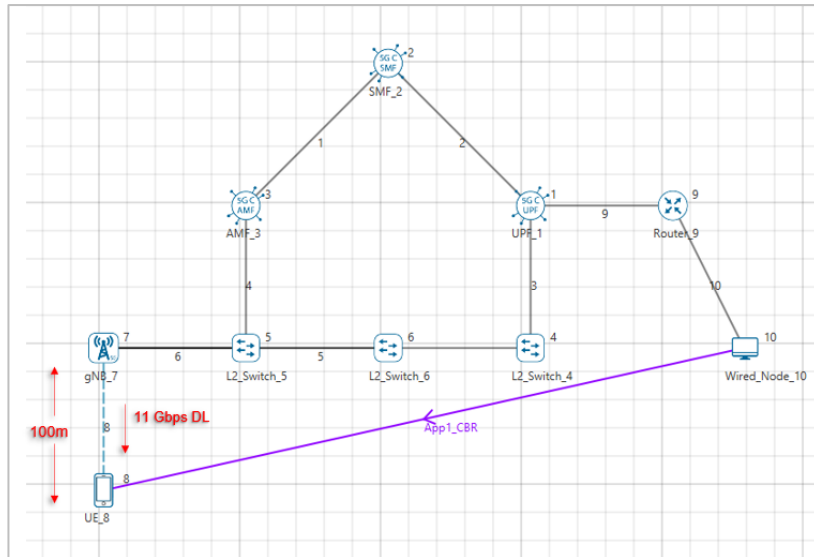 5G C
SMF
2
SMF_2
1
2
5G C
AMF
3
AMF_3
5G C
UPF
1
UPF_1
9
9
Router_9
4
3
10
7
gNB_7
6
5
L2_Switch_5
5
6
L2_Switch_6
4
L2_Switch_4
10
Wired_Node_10
100m
8
11 Gbps DL
App1_CBR
8
UE_8